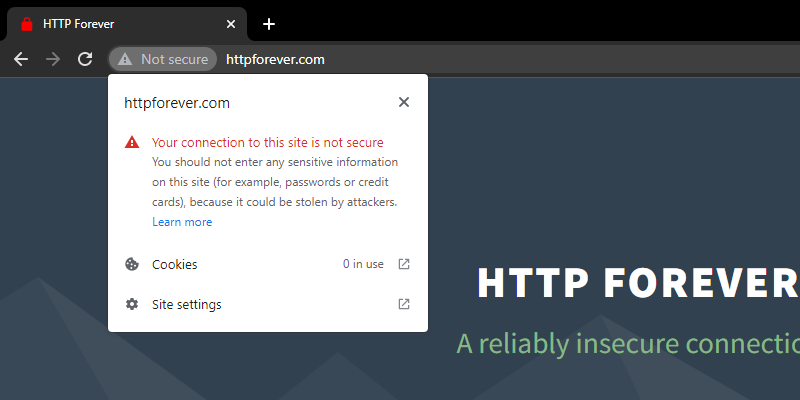 HTTP Forever
Not secure
httpforever.com
httpforever.com
Your connection to this site is not secure
You should not enter any sensitive information
on this site (for example, passwords or credit
cards), because it could be stolen by attackers.
Learn more
Cookies
0 in use
Site settings
HTTP FOREVER
A reliably insecure connectio